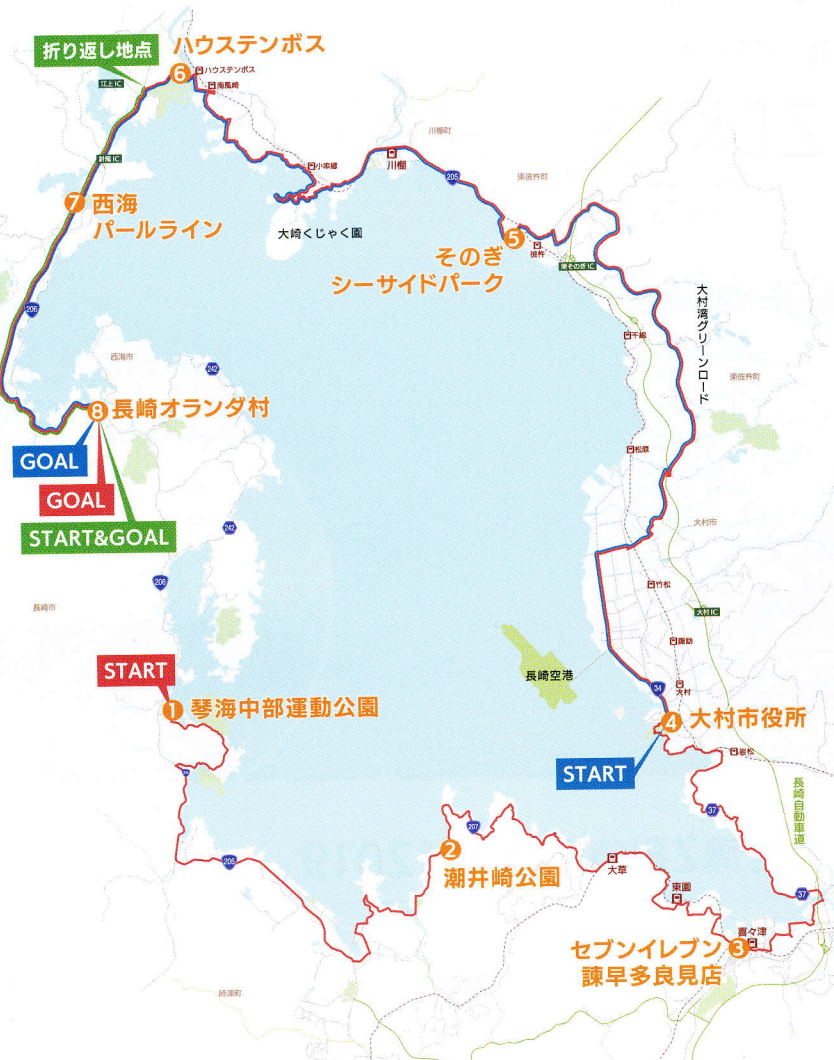 折り返し地点
ハウステンボス
6
ハウステンボス
南風崎
江上IC
川棚町
小串郷
川棚
針尾IC
205
東彼杵町
7
西海
パールライン
大崎くじゃく園
5
そのぎ
シーサイドパーク
彼杵
東そのぎIC
大村湾グリーンロード
206
千綿
西海市
242
東彼杵町
8
長崎オランダ村
GOAL
GOAL
START&GOAL
松原
242
大村市
206
竹松
長崎市
大村IC
諏訪
START
長崎空港
大村
34
1
琴海中部運動公園
4
大村市役所
岩松
START
長崎自動車道
37
207
2
潮井崎公園
206
大草
東園
37
喜々津
セブンイレブン
諫早多良見店
3
時津町